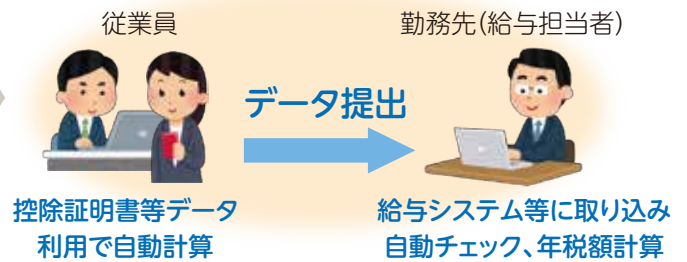 従業員
勤務先(給与担当者)
データ提出
控除証明書等データ
利用で自動計算
給与システム等に取り込み
自動チェック、年税額計算